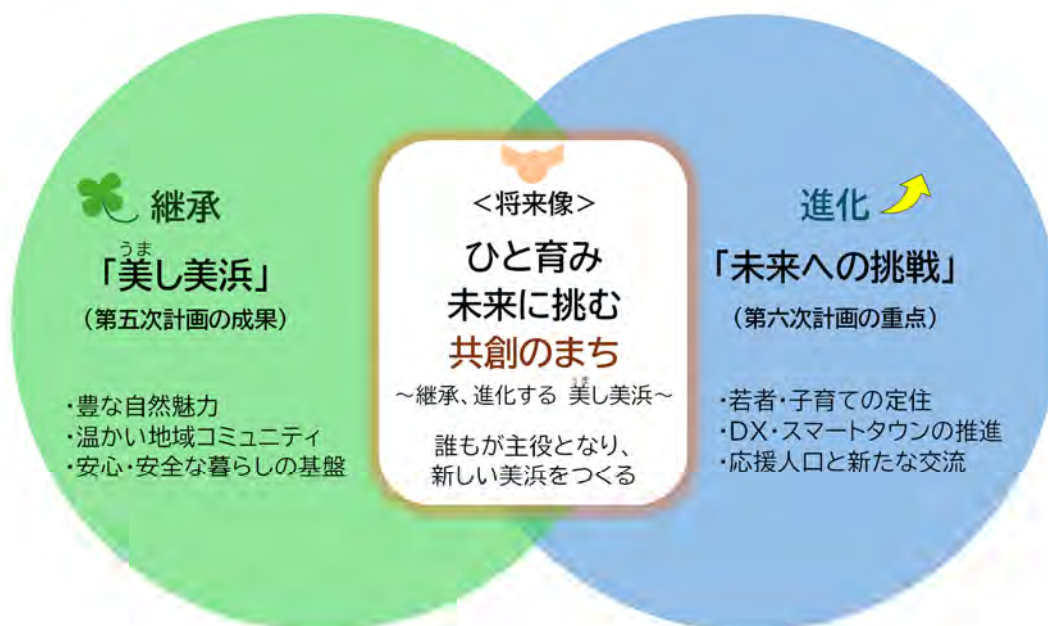 継承
「美し美浜」
うま
(第五次計画の成果)
・豊な自然魅力
・温かい地域コミュニティ
・安心・安全な暮らしの基盤
<将来像>
ひと育み
未来に挑む
共創のまち
～継承、進化する 美し美浜～
うま
誰もが主役となり、
新しい美浜をつくる
進化
「未来への挑戦」
(第六次計画の重点)
・若者・子育ての定住
・DX・スマートタウンの推進
・応援人口と新たな交流